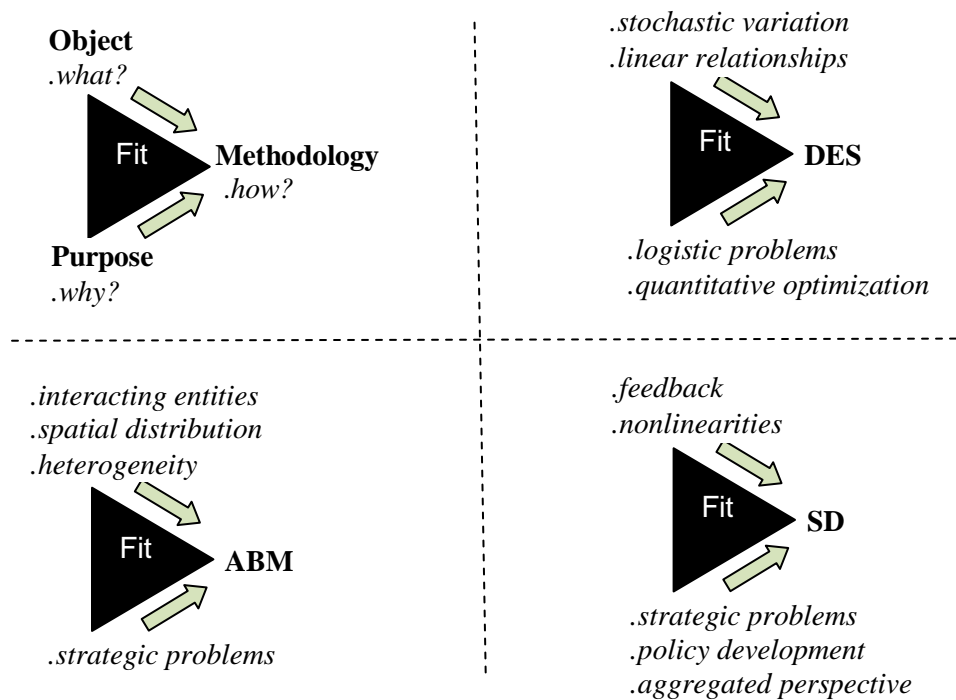 Object
.what?
Fit
Methodology
.how?
Purpose
.why?
.stochastic variation
.linear relationships
Fit
DES
.logistic problems
.quantitative optimization
.interacting entities
.spatial distribution
.heterogeneity
Fit
ABM
.strategic problems
.feedback
.nonlinearities
Fit
SD
.strategic problems
.policy development
.aggregated perspective